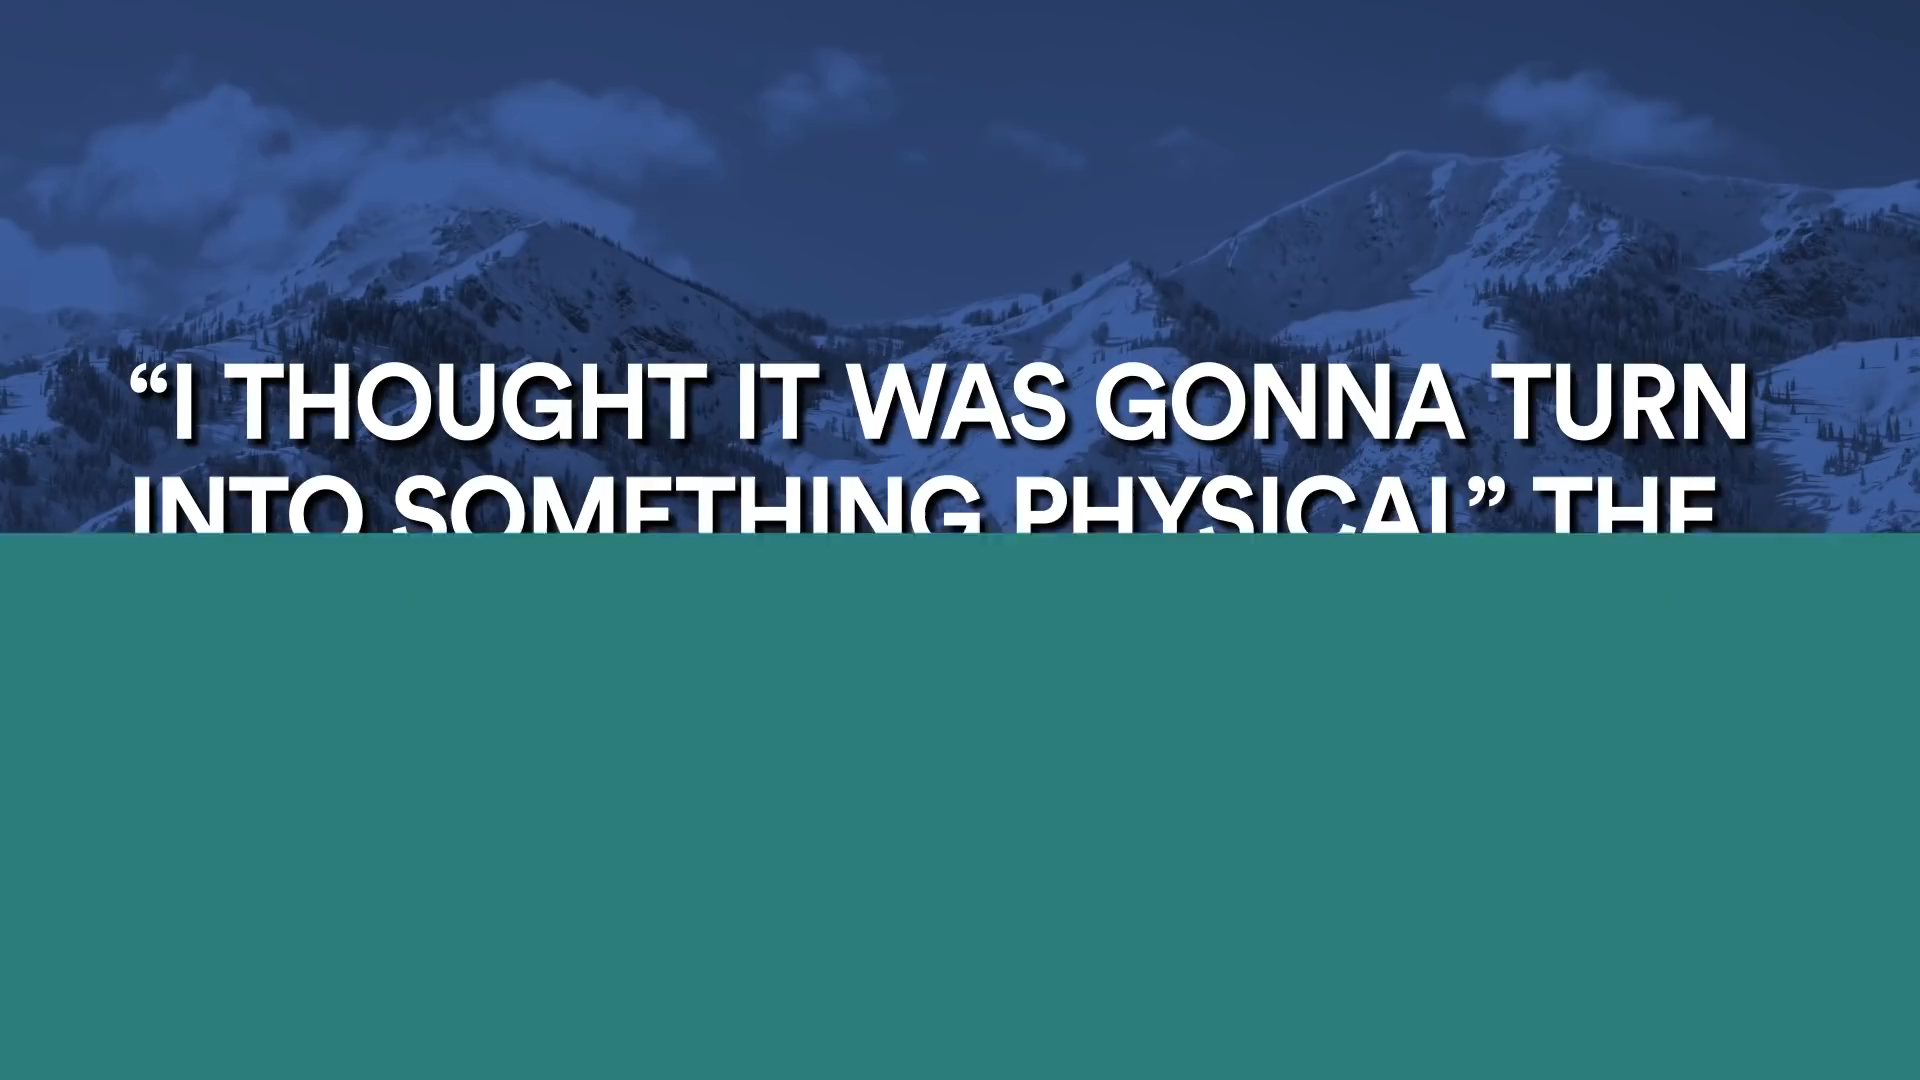 “I THOUGHT IT WAS GONNA TURN
INTO SOMETHING PHYSICAL” THE